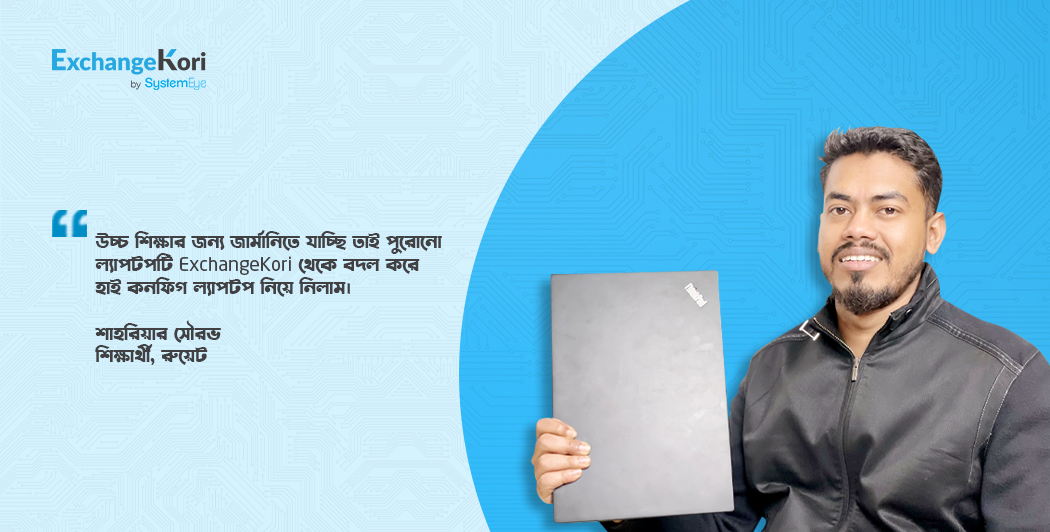 ExchangeKori
by SystemEye
উচ্চ শিক্ষার জন্য জার্মানিতে যাচ্ছি তাই পুরোনো
ল্যাপটপটি ExchangeKori থেকে বদল করে
হাই কনফিগ ল্যাপটপ নিয়ে নিলাম।
শাহরিয়ার সৌরভ
শিক্ষার্থী, রুয়েট
ThinkPad